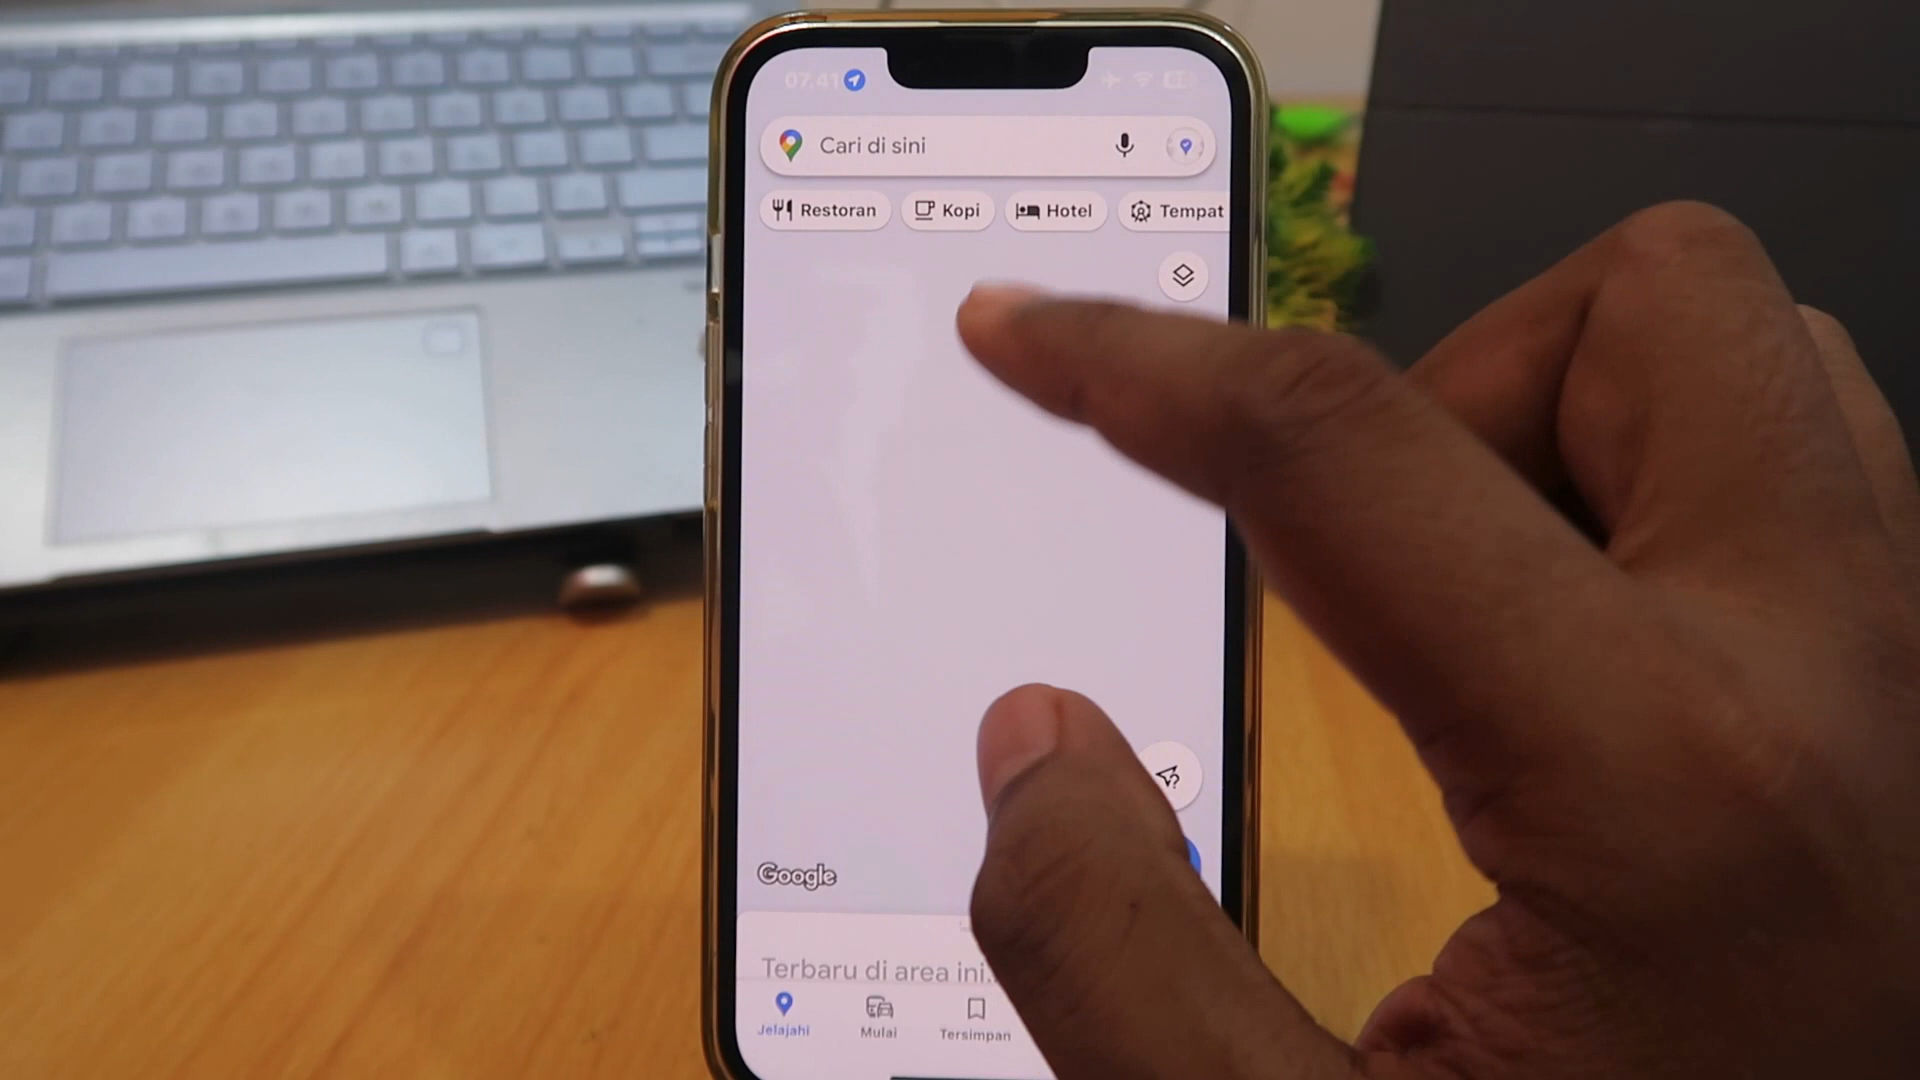 07.41
Cari di sini
Restoran
Kopi
Hotel
Tempat
Google
Terbaru di area ini.
Jelajahi
Mulai
Tersimpan